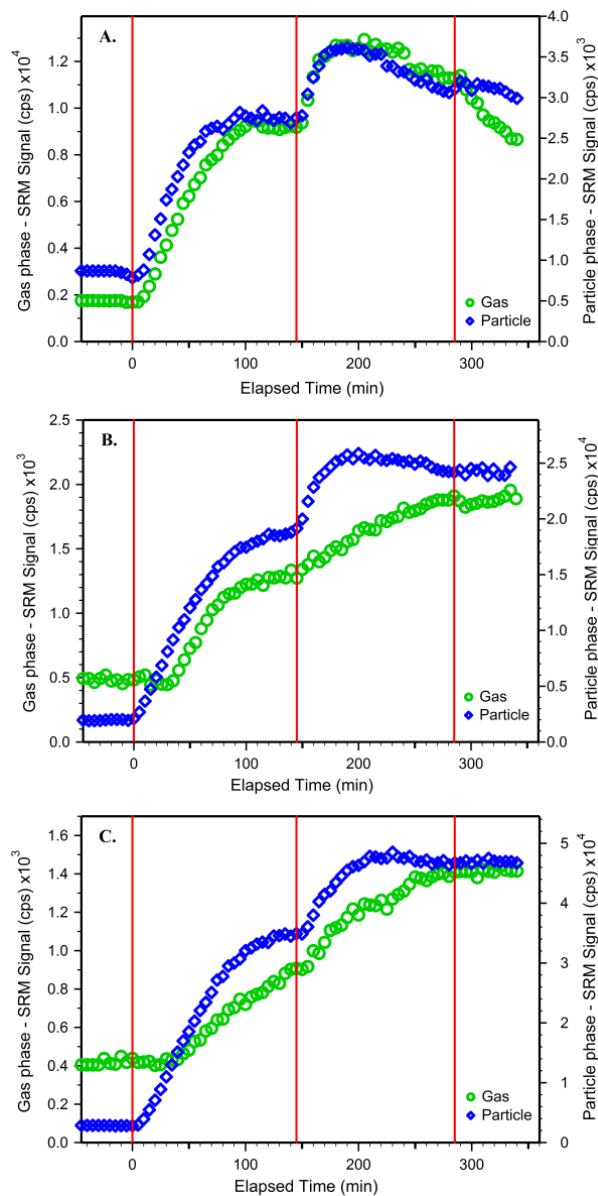 A.
Gas phase - SRM Signal (cps) x10⁴
1.2
1.0
0.8
0.6
0.4
0.2
0.0
4.0
3.5
3.0
2.5
2.0
1.5
1.0
0.5
0.0
Particle phase - SRM Signal (cps) x10³
Gas
Particle
0 100 200 300
Elapsed Time (min)
B.
Gas phase - SRM Signal (cps) x10³
2.5
2.0
1.5
1.0
0.5
0.0
2.5
2.0
1.5
1.0
0.5
0.0
Particle phase - SRM Signal (cps) x10⁴
Gas
Particle
0 100 200 300
Elapsed Time (min)
C.
Gas phase - SRM Signal (cps) x10³
1.6
1.4
1.2
1.0
0.8
0.6
0.4
0.2
0.0
5
4
3
2
1
0
Particle phase - SRM Signal (cps) x10⁴
Gas
Particle
0 100 200 300
Elapsed Time (min)